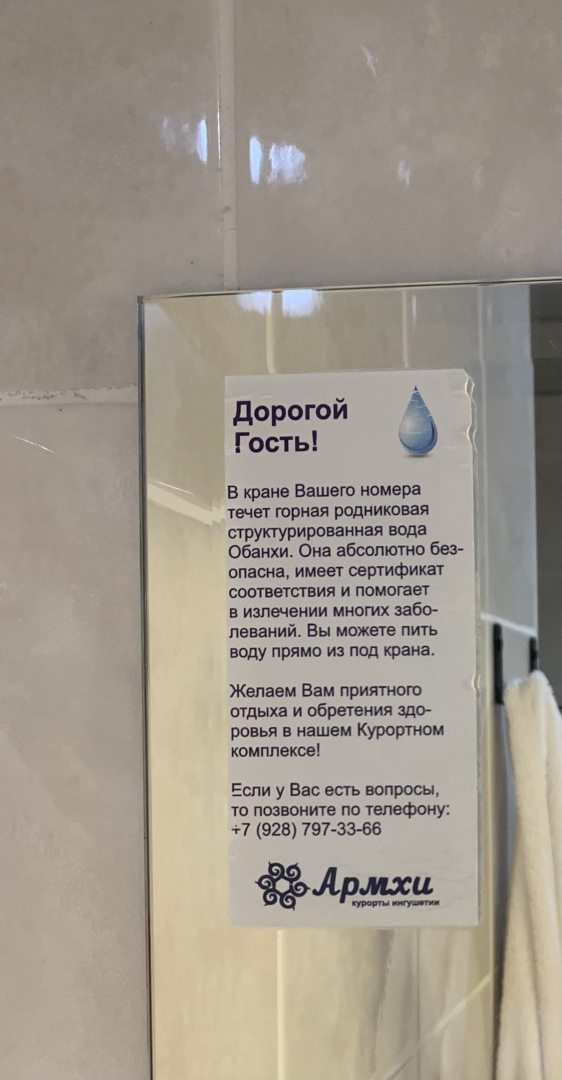 Дорогой
Гость!
В кране Вашего номера
течет горная родниковая
структурированная вода
Обанхи. Она абсолютно без-
опасна, имеет сертификат
соответствия и помогает
в излечении многих забо-
леваний. Вы можете пить
воду прямо из под крана.
Желаем Вам приятного
отдыха и обретения здо-
ровья в нашем Курортном
комплексе!
Если у Вас есть вопросы,
то позвоните по телефону:
+7 (928) 797-33-66
Армхи
курорты ингушетии